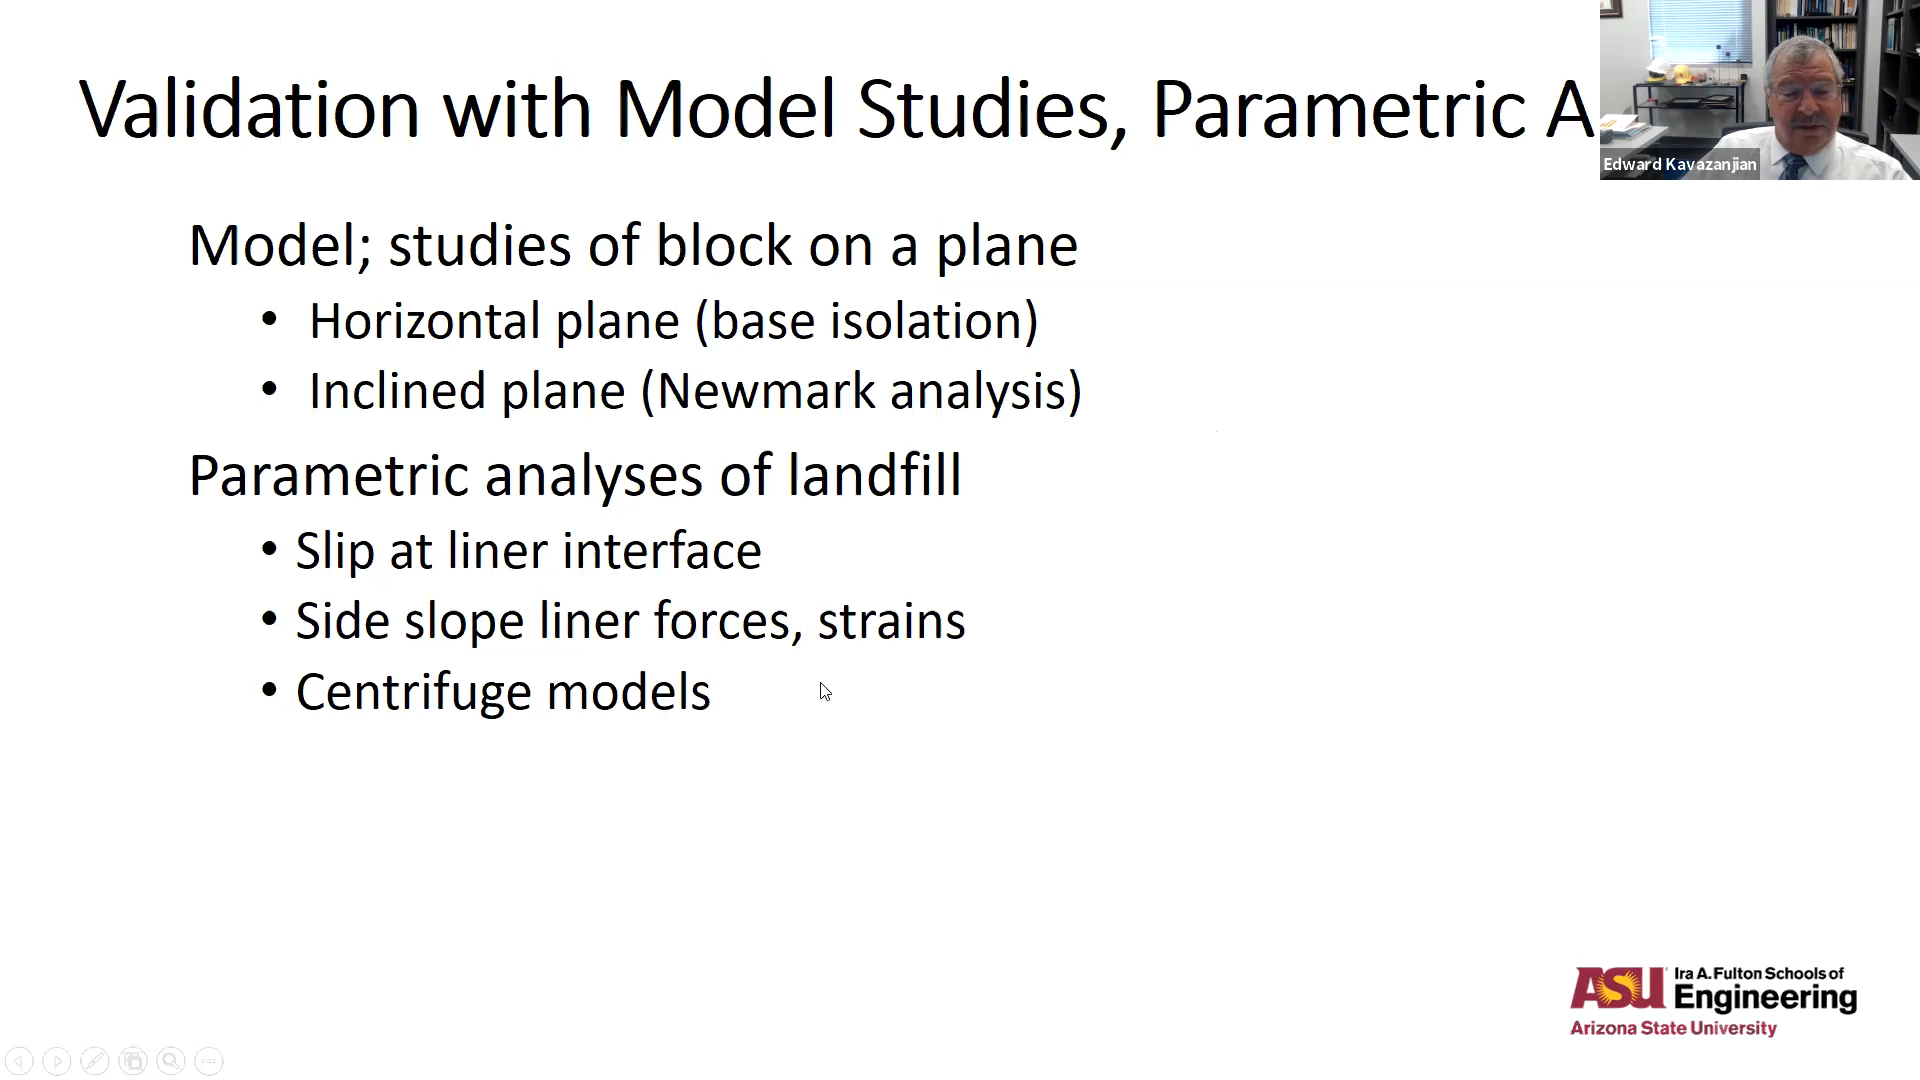 Validation with Model Studies, Parametric A
Edward Kavazanjian
Model; studies of block on a plane
• Horizontal plane (base isolation)
• Inclined plane (Newmark analysis)
Parametric analyses of landfill
• Slip at liner interface
• Side slope liner forces, strains
• Centrifuge models
ASU Ira A. Fulton Schools of
Engineering
Arizona State University